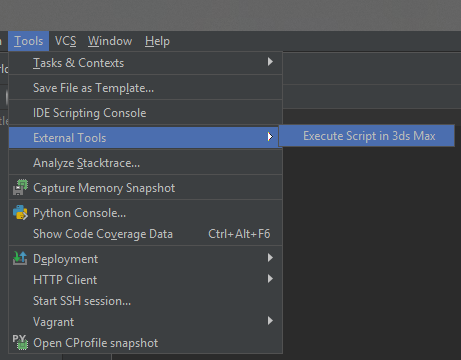 Tools VCS Window Help
Tasks & Contexts
Save File as Template...
IDE Scripting Console
External Tools
Execute Script in 3ds Max
Analyze Stacktrace...
Capture Memory Snapshot
Python Console...
Show Code Coverage Data Ctrl+Alt+F6
Deployment
HTTP Client
Start SSH session...
Vagrant
PY Open CProfile snapshot